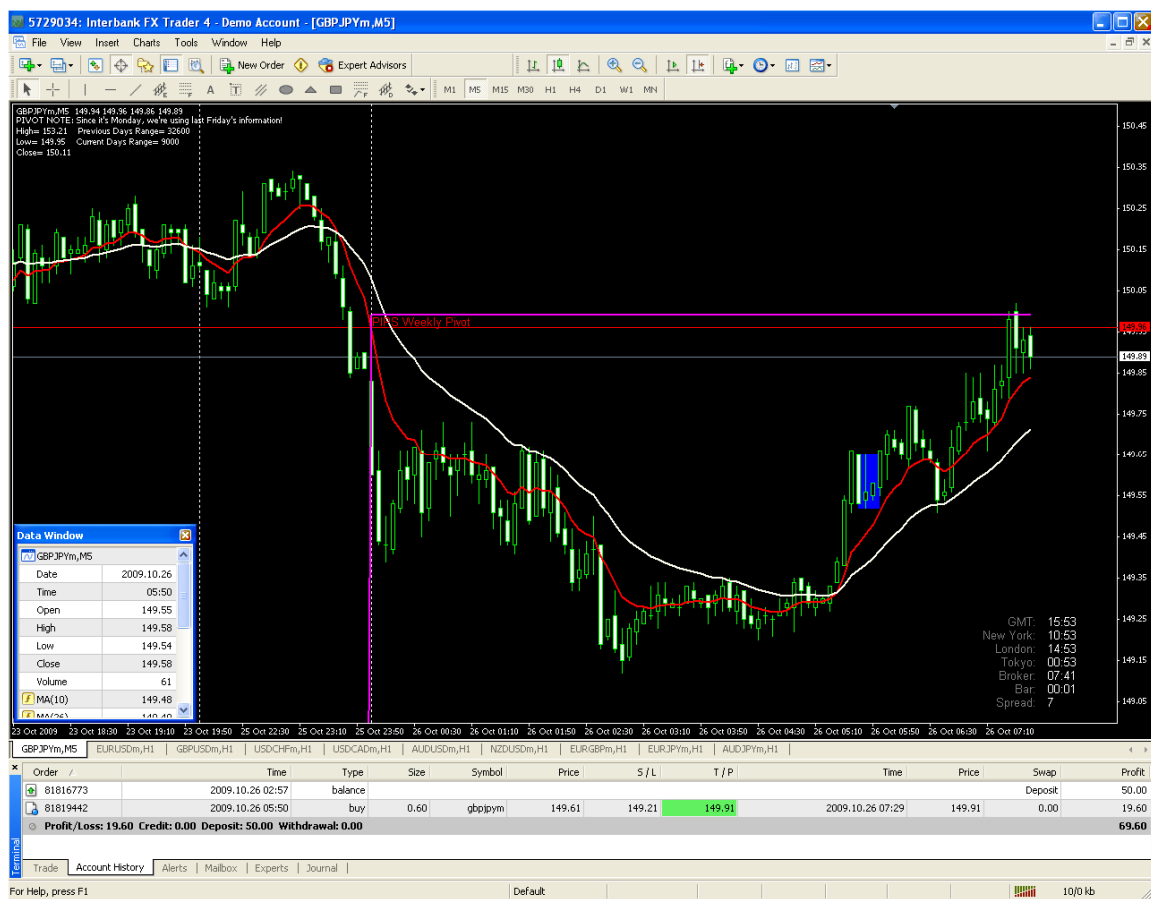 5729034: Interbank FX Trader 4 - Demo Account - [GBPJPYm,M5]
File View Insert Charts Tools Window Help
New Order Expert Advisors
A T F M1 M5 M15 M30 H1 H4 D1 W1 MN
GBPJPYm,M5 149.94 149.96 149.86 149.89
PIVOT NOTE: Since it's Monday, we're using last Friday's information!
High= 153.21 Previous Days Range= 32600
Low= 149.95 Current Days Range= 9000
Close= 150.11
150.45
150.35
150.25
150.15
150.05
PIPS Weekly Pivot
149.96
149.95
149.89
149.85
149.75
149.65
149.55
149.45
149.35
149.25
149.15
149.05
Data Window
GBPJPYm,M5
Date 2009.10.26
Time 05:50
Open 149.55
High 149.58
Low 149.54
Close 149.58
Volume 61
MA(10) 149.48
MA(26) 149.40
GMT: 15:53
New York: 10:53
London: 14:53
Tokyo: 00:53
Broker: 07:41
Bar: 00:01
Spread: 7
23 Oct 2009 23 Oct 18:30 23 Oct 19:10 23 Oct 19:50 25 Oct 22:30 25 Oct 23:10 25 Oct 23:50 26 Oct 00:30 26 Oct 01:10 26 Oct 01:50 26 Oct 02:30 26 Oct 03:10 26 Oct 03:50 26 Oct 04:30 26 Oct 05:10 26 Oct 05:50 26 Oct 06:30 26 Oct 07:10
GBPJPYm,M5 EURUSDm,H1 GBPUSDm,H1 USDCHFm,H1 USDCADm,H1 AUDUSDm,H1 NZDUSDm,H1 EURGBPm,H1 EURJPYm,H1 AUDJPYm,H1
Order Time Type Size Symbol Price S / L T / P Time Price Swap Profit
81816773 2009.10.26 02:57 balance Deposit 50.00
81819442 2009.10.26 05:50 buy 0.60 gbpjpym 149.61 149.21 149.91 2009.10.26 07:29 149.91 0.00 19.60
Profit/Loss: 19.60 Credit: 0.00 Deposit: 50.00 Withdrawal: 0.00 69.60
Terminal
Trade Account History Alerts Mailbox Experts Journal
For Help, press F1 Default 10/0 kb